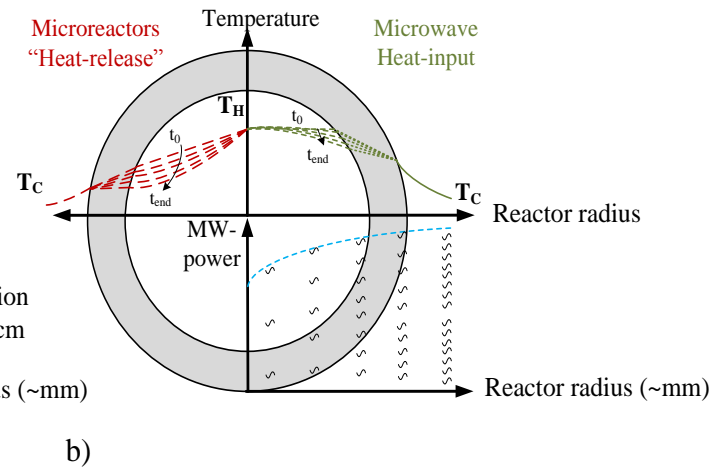 Temperature
Microreactors
“Heat-release”
Microwave
Heat-input
T_H
t_0
t_end
t_0
t_end
T_C
T_C
Reactor radius
MW-
power
ion
cm
s (~mm)
Reactor radius (~mm)
b)